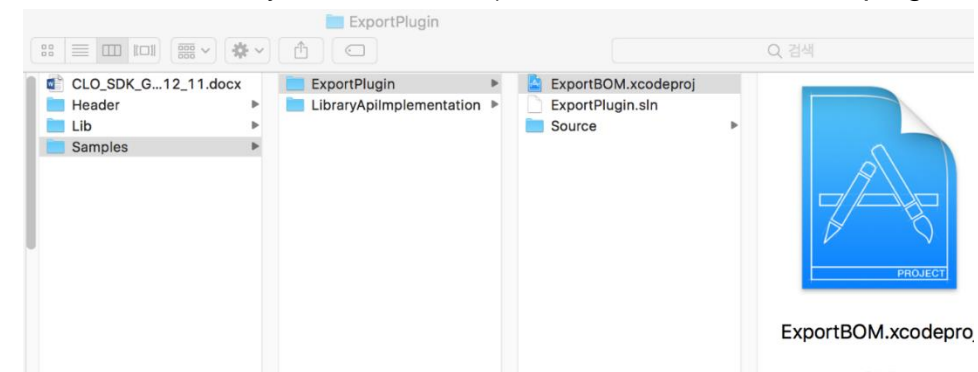 ExportPlugin
검색
CLO_SDK_G...12_11.docx
Header
Lib
Samples
ExportPlugin
LibraryApiImplementation
ExportBOM.xcodeproj
ExportPlugin.sln
Source
PROJECT
ExportBOM.xcodeproj